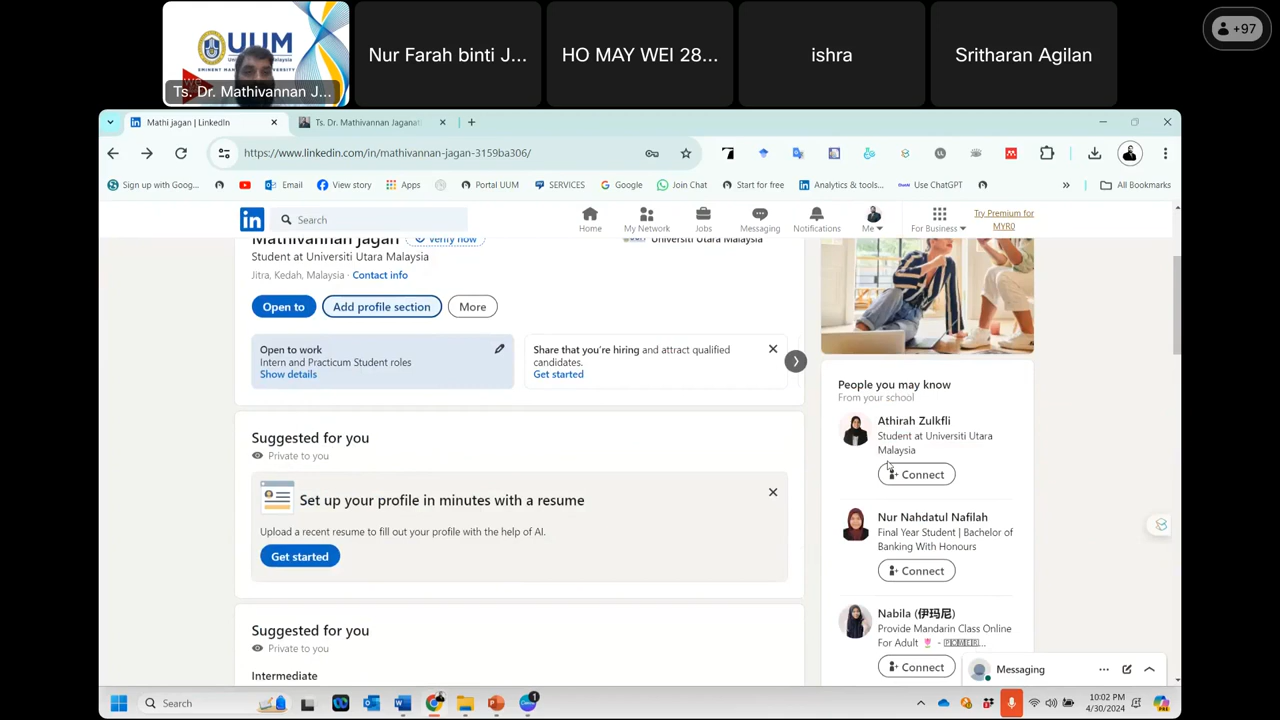 UUM
Ts. Dr. Mathivannan J...
Nur Farah binti J...
HO MAY WEI 28...
ishra
Sritharan Agilan
+97
Mathi jagan | LinkedIn
Ts. Dr. Mathivannan Jaganat
https://www.linkedin.com/in/mathivannan-jagan-3159ba306/
Sign up with Goog...
Email
View story
Apps
Portal UUM
SERVICES
Google
Join Chat
Start for free
Analytics & tools...
Use ChatGPT
»
All Bookmarks
in
Search
Home
My Network
Jobs
Messaging
Notifications
Me
For Business
Try Premium for
MYR0
Mathivannan Jagan
Verify now
Universiti Utara Malaysia
Student at Universiti Utara Malaysia
Jitra, Kedah, Malaysia · Contact info
Open to
Add profile section
More
Open to work
Intern and Practicum Student roles
Show details
Share that you're hiring and attract qualified
candidates.
Get started
Suggested for you
Private to you
Set up your profile in minutes with a resume
Upload a recent resume to fill out your profile with the help of AI.
Get started
Suggested for you
Private to you
Intermediate
People you may know
From your school
Athirah Zulkfli
Student at Universiti Utara
Malaysia
Connect
Nur Nahdatul Nafilah
Final Year Student | Bachelor of
Banking With Honours
Connect
Nabila (伊玛尼)
Provide Mandarin Class Online
For Adult
Connect
Messaging
Search
10:02 PM
4/30/2024